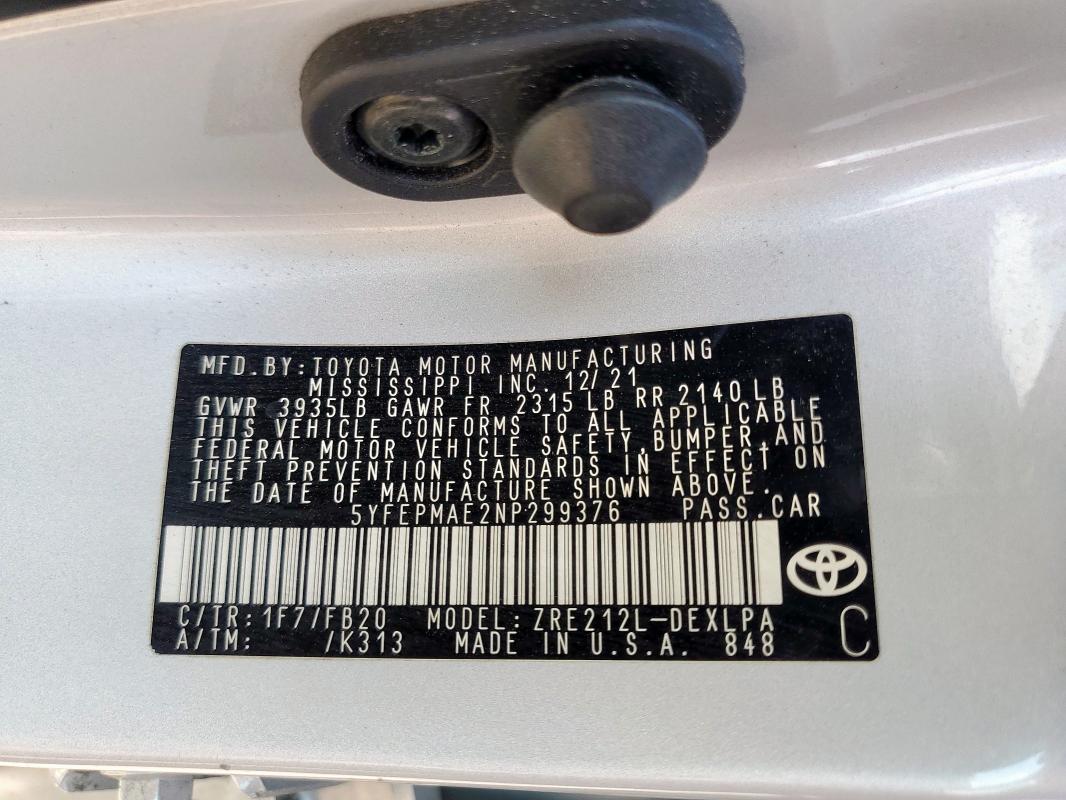 MFD.BY:TOYOTA MOTOR MANUFACTURING
MISSISSIPPI INC. 12/21
GVWR 3935LB GAWR FR 2315 LB RR 2140 LB
THIS VEHICLE CONFORMS TO ALL APPLICABLE
FEDERAL MOTOR VEHICLE SAFETY,BUMPER,AND
THEFT PREVENTION STANDARDS IN EFFECT ON
THE DATE OF MANUFACTURE SHOWN ABOVE.
5YFEPMAE2NP299376 PASS.CAR
C/TR:1F7/FB20 MODEL:ZRE212L-DEXLPA
A/TM: /K313 MADE IN U.S.A. 848 C